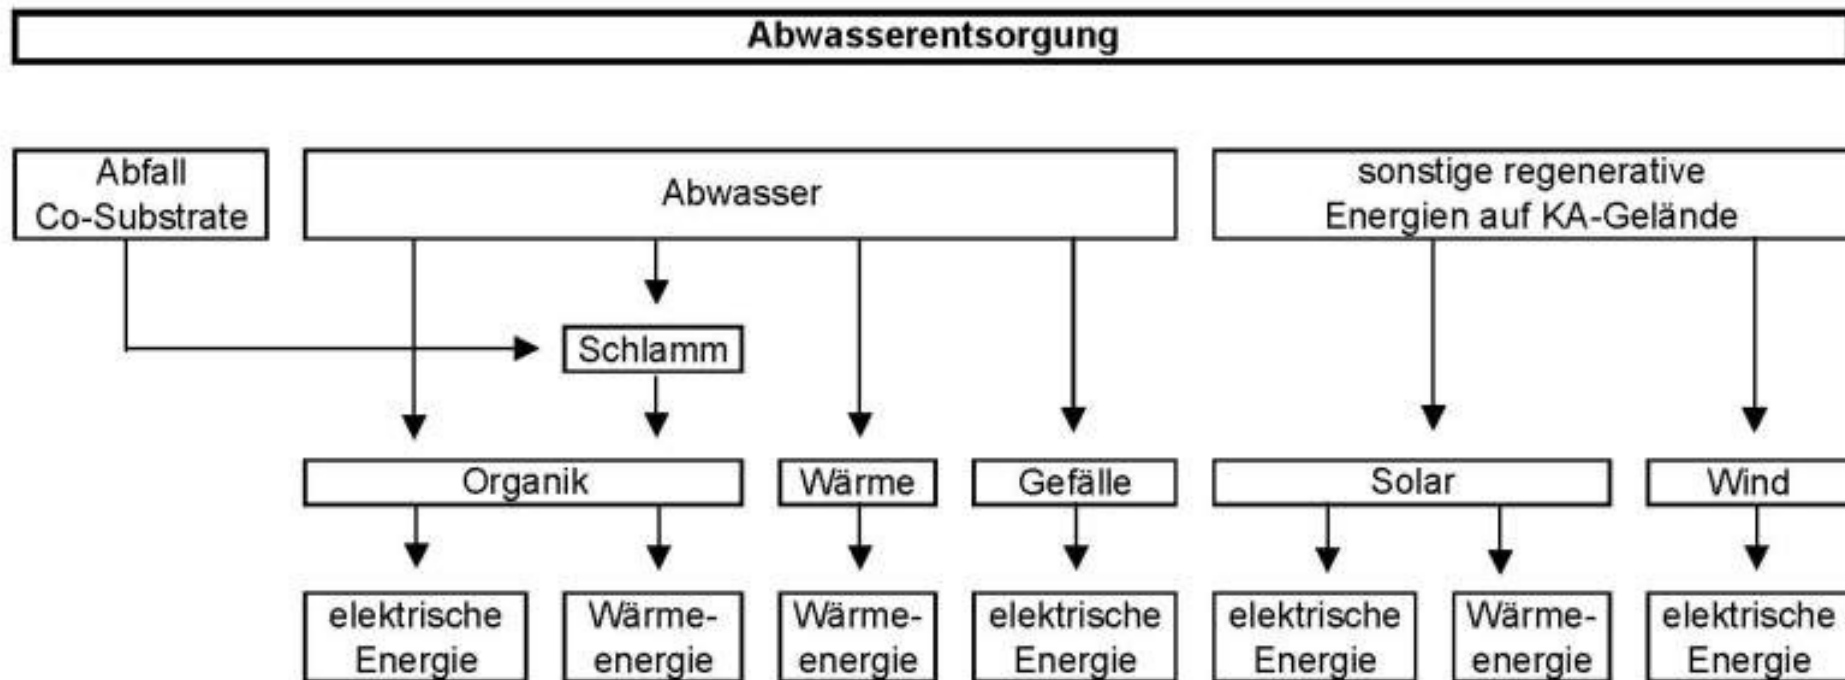 Abwasserentsorgung
Abfall
Co-Substrate
Abwasser
sonstige regenerative
Energien auf KA-Gelände
Schlamm
Organik
Wärme
Gefälle
Solar
Wind
elektrische
Energie
Wärme-
energie
Wärme-
energie
elektrische
Energie
elektrische
Energie
Wärme-
energie
elektrische
Energie